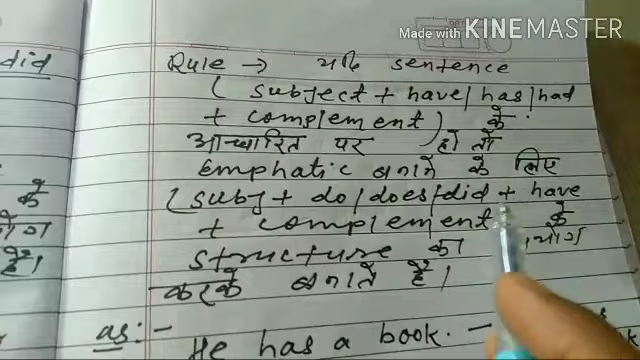 Made with KINEMASTER
did
Rule → यदि sentence
( subject + have/has/had
+ complement) के
आच्चारित पर हो तो
Emphatic बनाने के लिए
(subj + do/does/did + have
+ complement के
structure का प्रयोग
करके बनाते हैं।
के
हैं।
as:-
He has a book. -